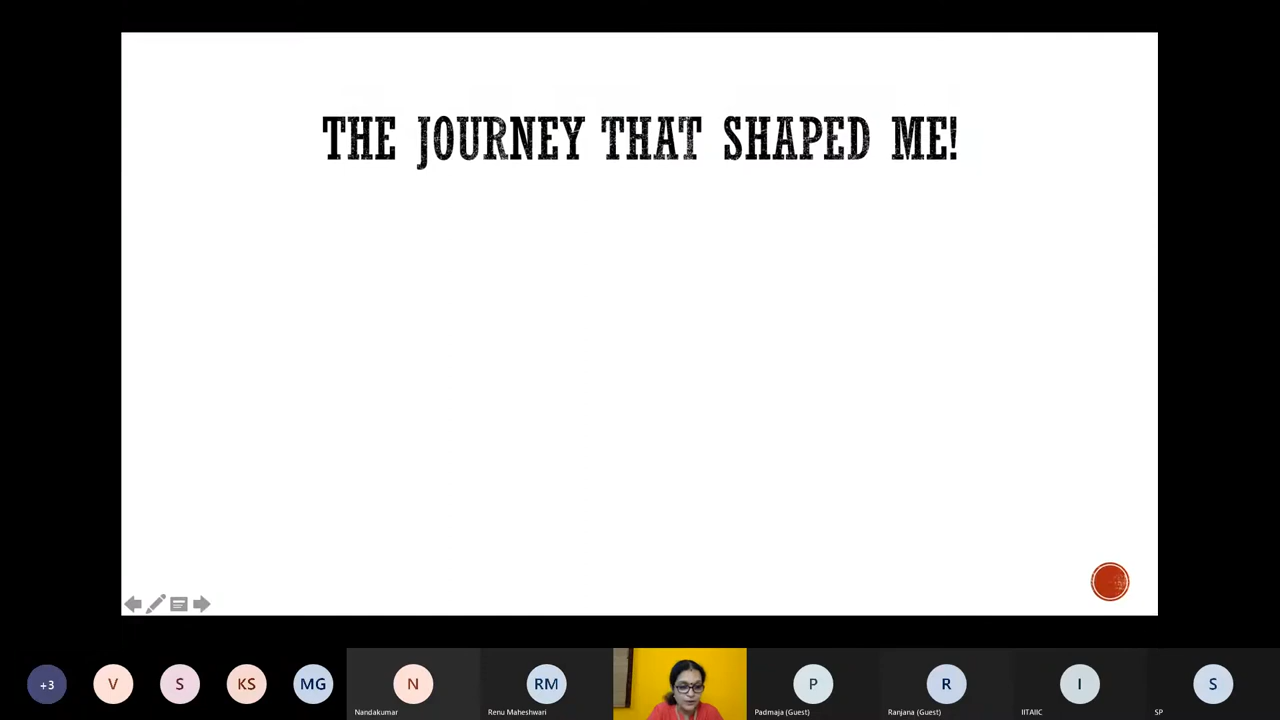 THE JOURNEY THAT SHAPED ME!
+3
V
S
KS
MG
N
Nandakumar
RM
Renu Maheshwari
P
Padmaja (Guest)
R
Ranjana (Guest)
I
IITAIIC
S
SP